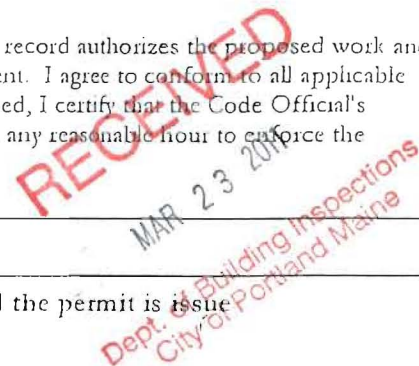 record authorizes the proposed work an
ent. I agree to conform to all applicable
ed, I certify that the Code Official's
any reasonable hour to enforce the
RECEIVED
MAR 23 2011
Dept. of Building Inspections
City of Portland Maine
d the permit is issue